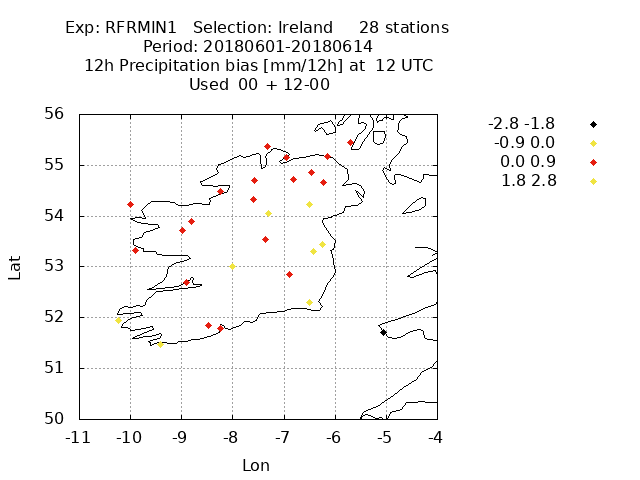 Exp: RFRMIN1 Selection: Ireland 28 stations
Period: 20180601-20180614
12h Precipitation bias [mm/12h] at 12 UTC
Used 00 + 12-00
-2.8 -1.8
-0.9 0.0
0.0 0.9
1.8 2.8
56
55
54
53
52
51
50
Lat
-11 -10 -9 -8 -7 -6 -5 -4
Lon